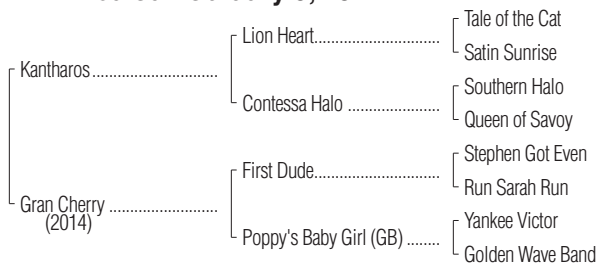 Tale of the Cat
Lion Heart
Satin Sunrise
Kantharos
Southern Halo
Contessa Halo
Queen of Savoy
Stephen Got Even
First Dude
Run Sarah Run
Gran Cherry
(2014)
Yankee Victor
Poppy's Baby Girl (GB)
Golden Wave Band